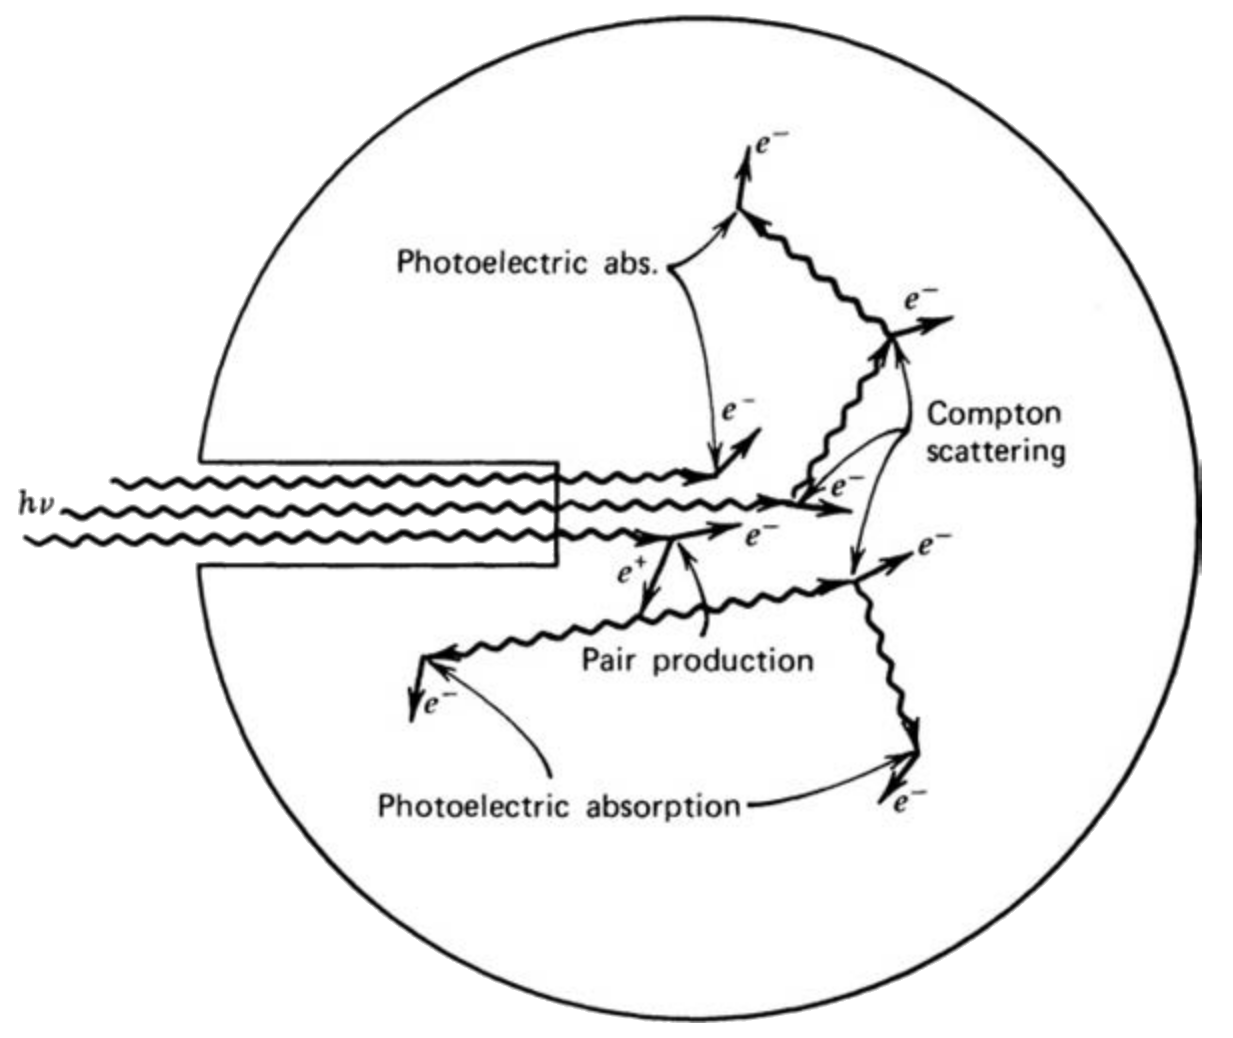 e⁻
Photoelectric abs.
e⁻
e⁻
Compton
scattering
hν
e⁻
e⁻
e⁺
e⁻
Pair production
e⁻
Photoelectric absorption
e⁻